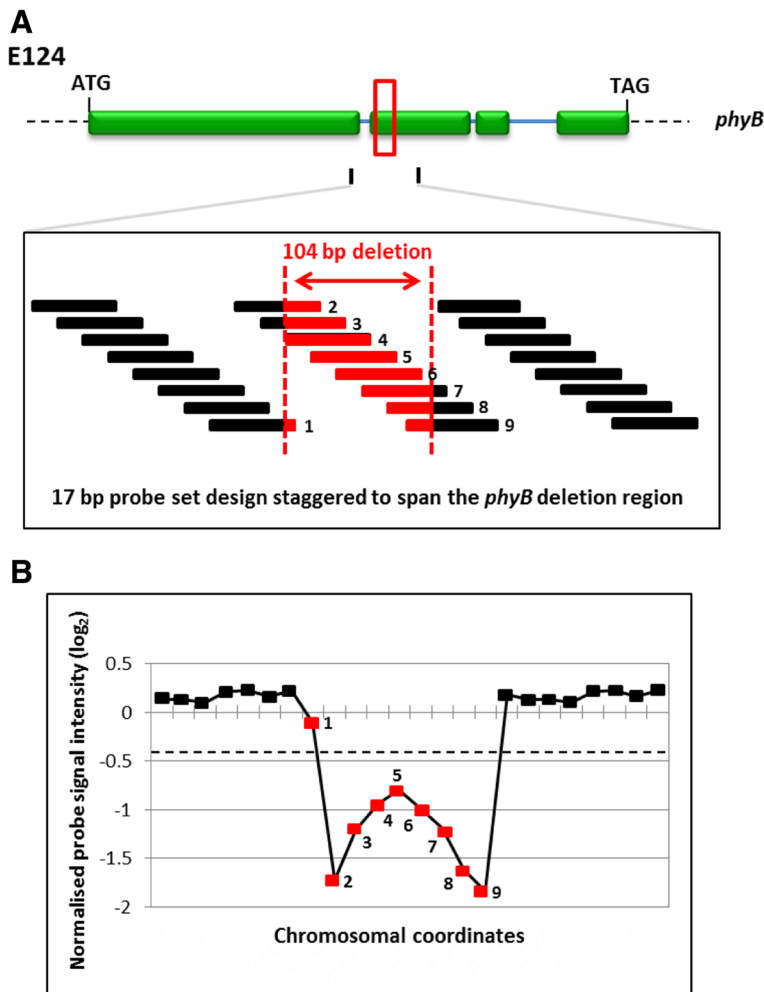 A
E124
ATG
TAG
phyB
104 bp deletion
2
3
4
5
6
7
8
1
9
17 bp probe set design staggered to span the phyB deletion region
B
Normalised probe signal intensity (log2)
0.5
0
-0.5
-1
-1.5
-2
1
5
4
6
3
7
2
8
9
Chromosomal coordinates